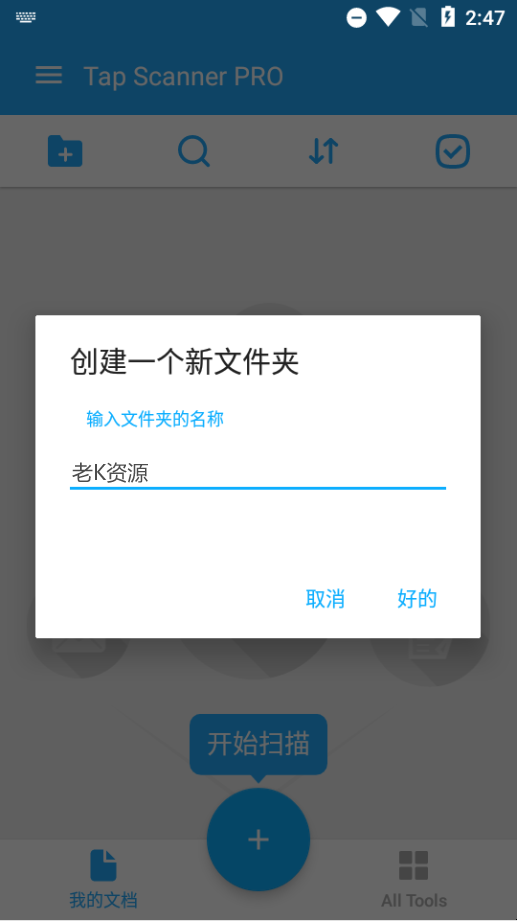 2:47
Tap Scanner PRO
创建一个新文件夹
输入文件夹的名称
老K资源
取消 好的
开始扫描
我的文档 All Tools